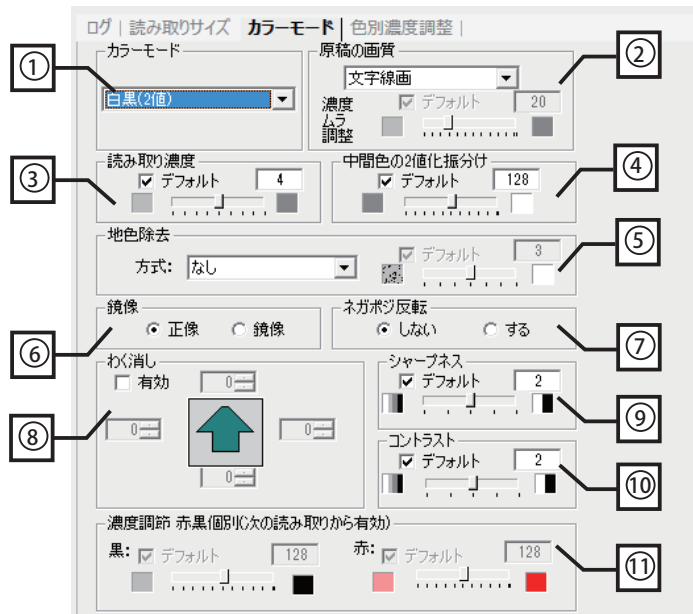 ログ | 読み取りサイズ カラーモード | 色別濃度調整 |
① カラーモード
白黒(2値)
原稿の画質 ②
文字線画
濃度ムラ調整 デフォルト 20
③ 読み取り濃度
デフォルト 4
中間色の2値化振分け ④
デフォルト 128
地色除去 ⑤
方式: なし デフォルト 3
⑥ 鏡像
正像 鏡像
ネガポジ反転 ⑦
しない する
⑧ わく消し
有効 0
0 0
0
シャープネス ⑨
デフォルト 2
コントラスト ⑩
デフォルト 2
濃度調節 赤黒個別(次の読み取りから有効) ⑪
黒: デフォルト 128 赤: デフォルト 128